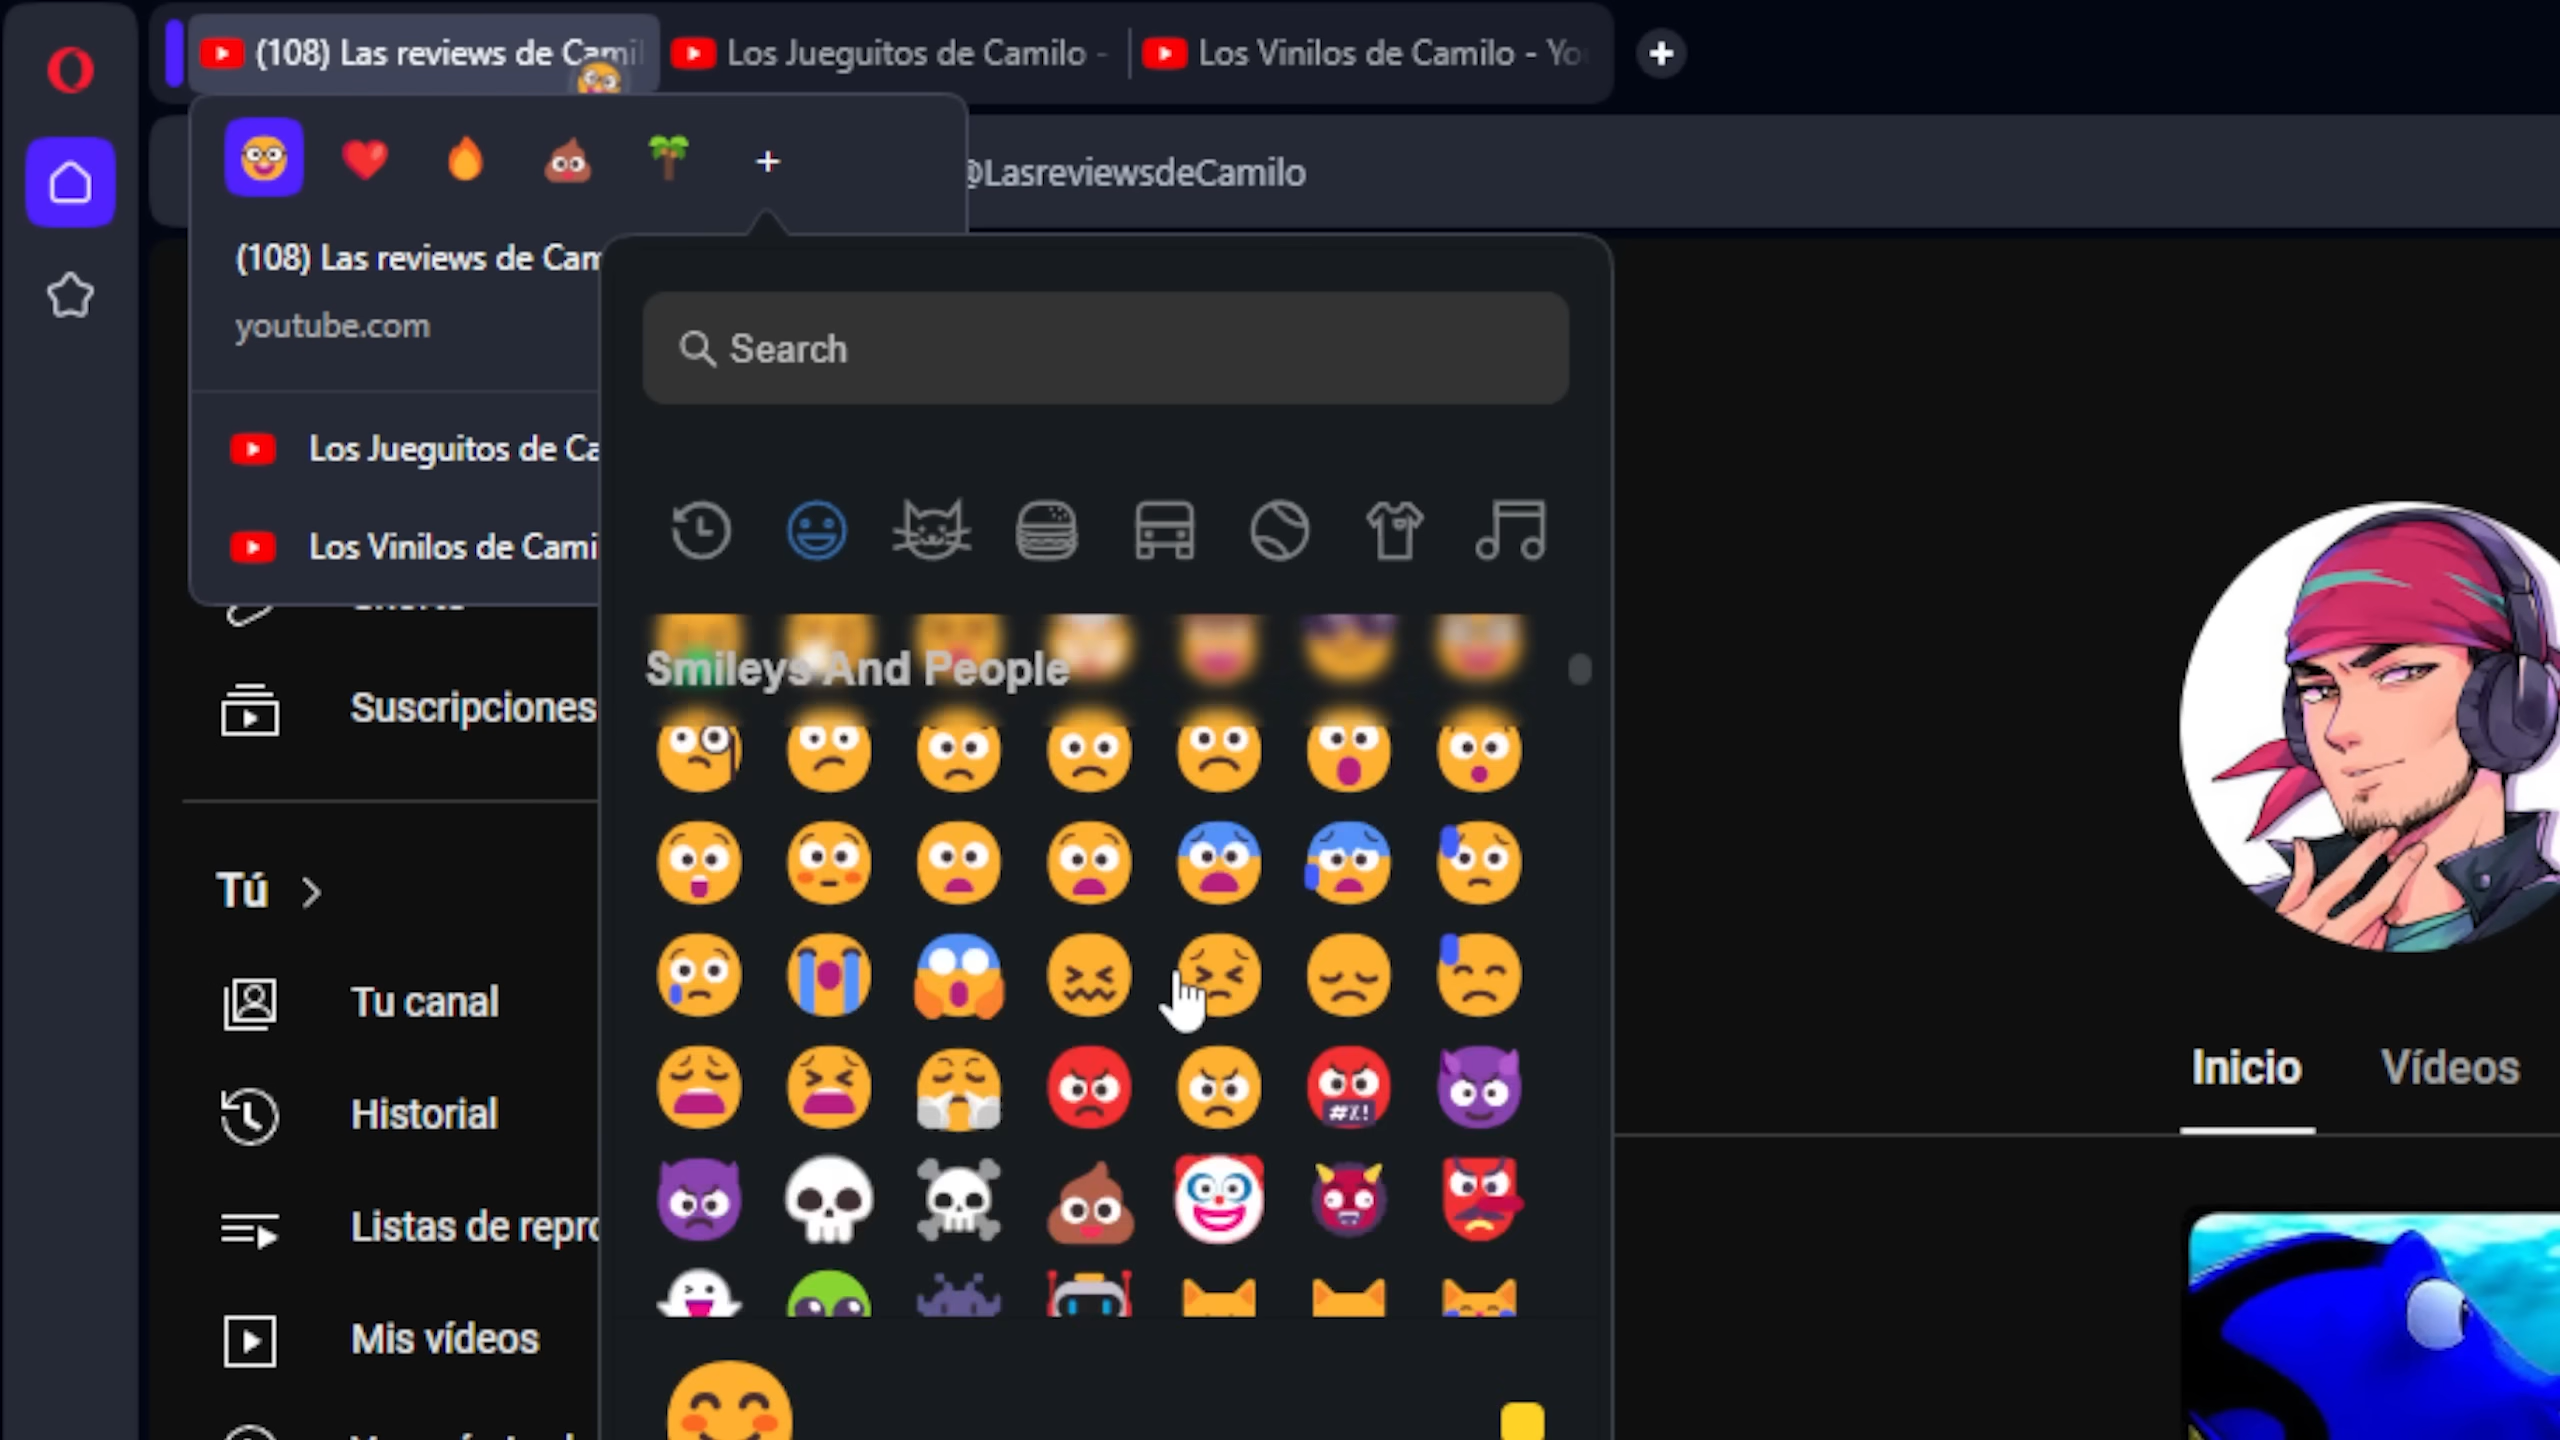 (108) Las reviews de Camil
Los Jueguitos de Camilo -
Los Vinilos de Camilo - Yo
@LasreviewsdeCamilo
(108) Las reviews de Cam
youtube.com
Search
Los Jueguitos de Ca
Los Vinilos de Cami
Smileys And People
Suscripciones
Tú
Tu canal
Historial
Listas de repro
Mis vídeos
#%!
Inicio
Vídeos